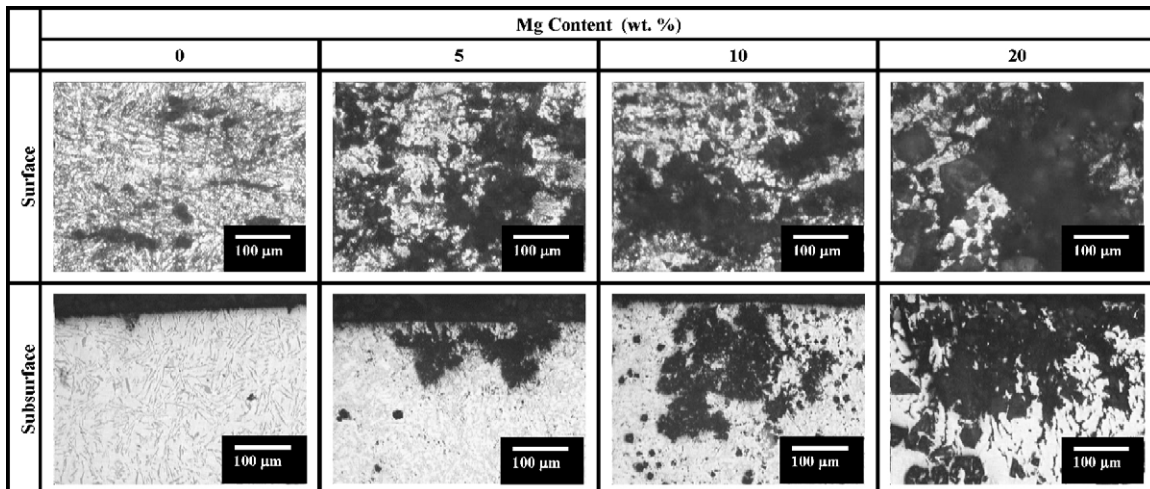 Mg Content (wt. %)
0 5 10 20
Surface
100 μm 100 μm 100 μm 100 μm
Subsurface
100 μm 100 μm 100 μm 100 μm